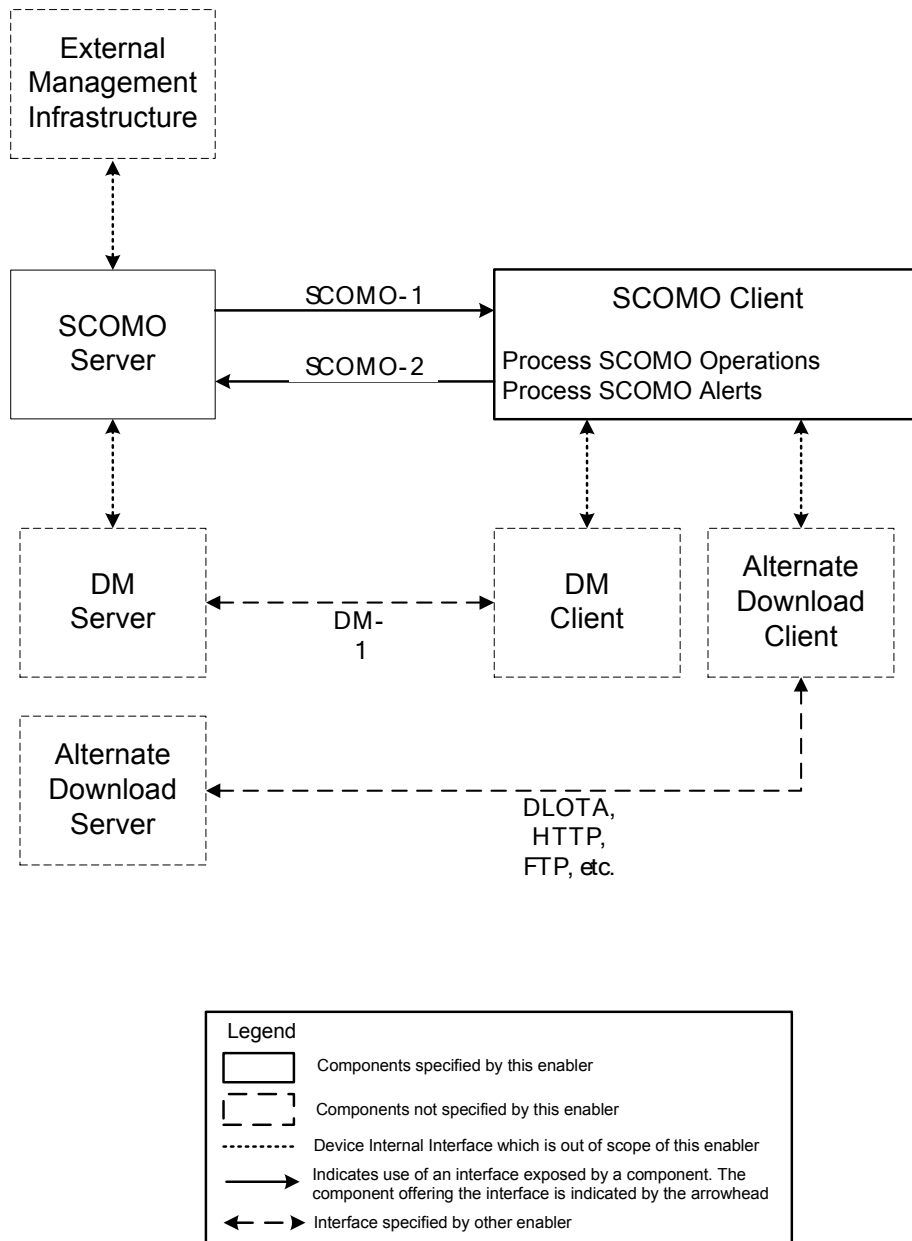 External
Management
Infrastructure
SCOMO-1
SCOMO
Server
SCOMO Client
Process SCOMO Operations
Process SCOMO Alerts
SCOMO-2
DM
Server
DM-
1
DM
Client
Alternate
Download
Client
Alternate
Download
Server
DLOTA,
HTTP,
FTP, etc.
Legend
Components specified by this enabler
Components not specified by this enabler
Device Internal Interface which is out of scope of this enabler
Indicates use of an interface exposed by a component. The
component offering the interface is indicated by the arrowhead
Interface specified by other enabler